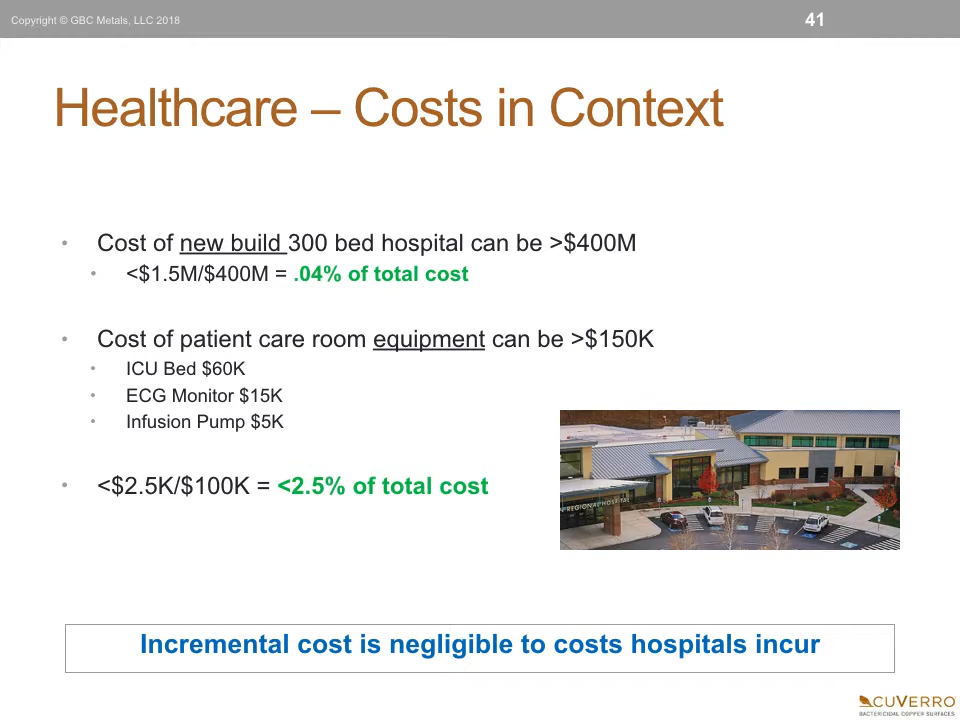 Copyright © GBC Metals, LLC 2018
41
Healthcare – Costs in Context
• Cost of new build 300 bed hospital can be >$400M
• <$1.5M/$400M = .04% of total cost
• Cost of patient care room equipment can be >$150K
• ICU Bed $60K
• ECG Monitor $15K
• Infusion Pump $5K
• <$2.5K/$100K = <2.5% of total cost
REGIONAL HOSPITAL
Incremental cost is negligible to costs hospitals incur
CUVERRO
BACTERICIDAL COPPER SURFACES